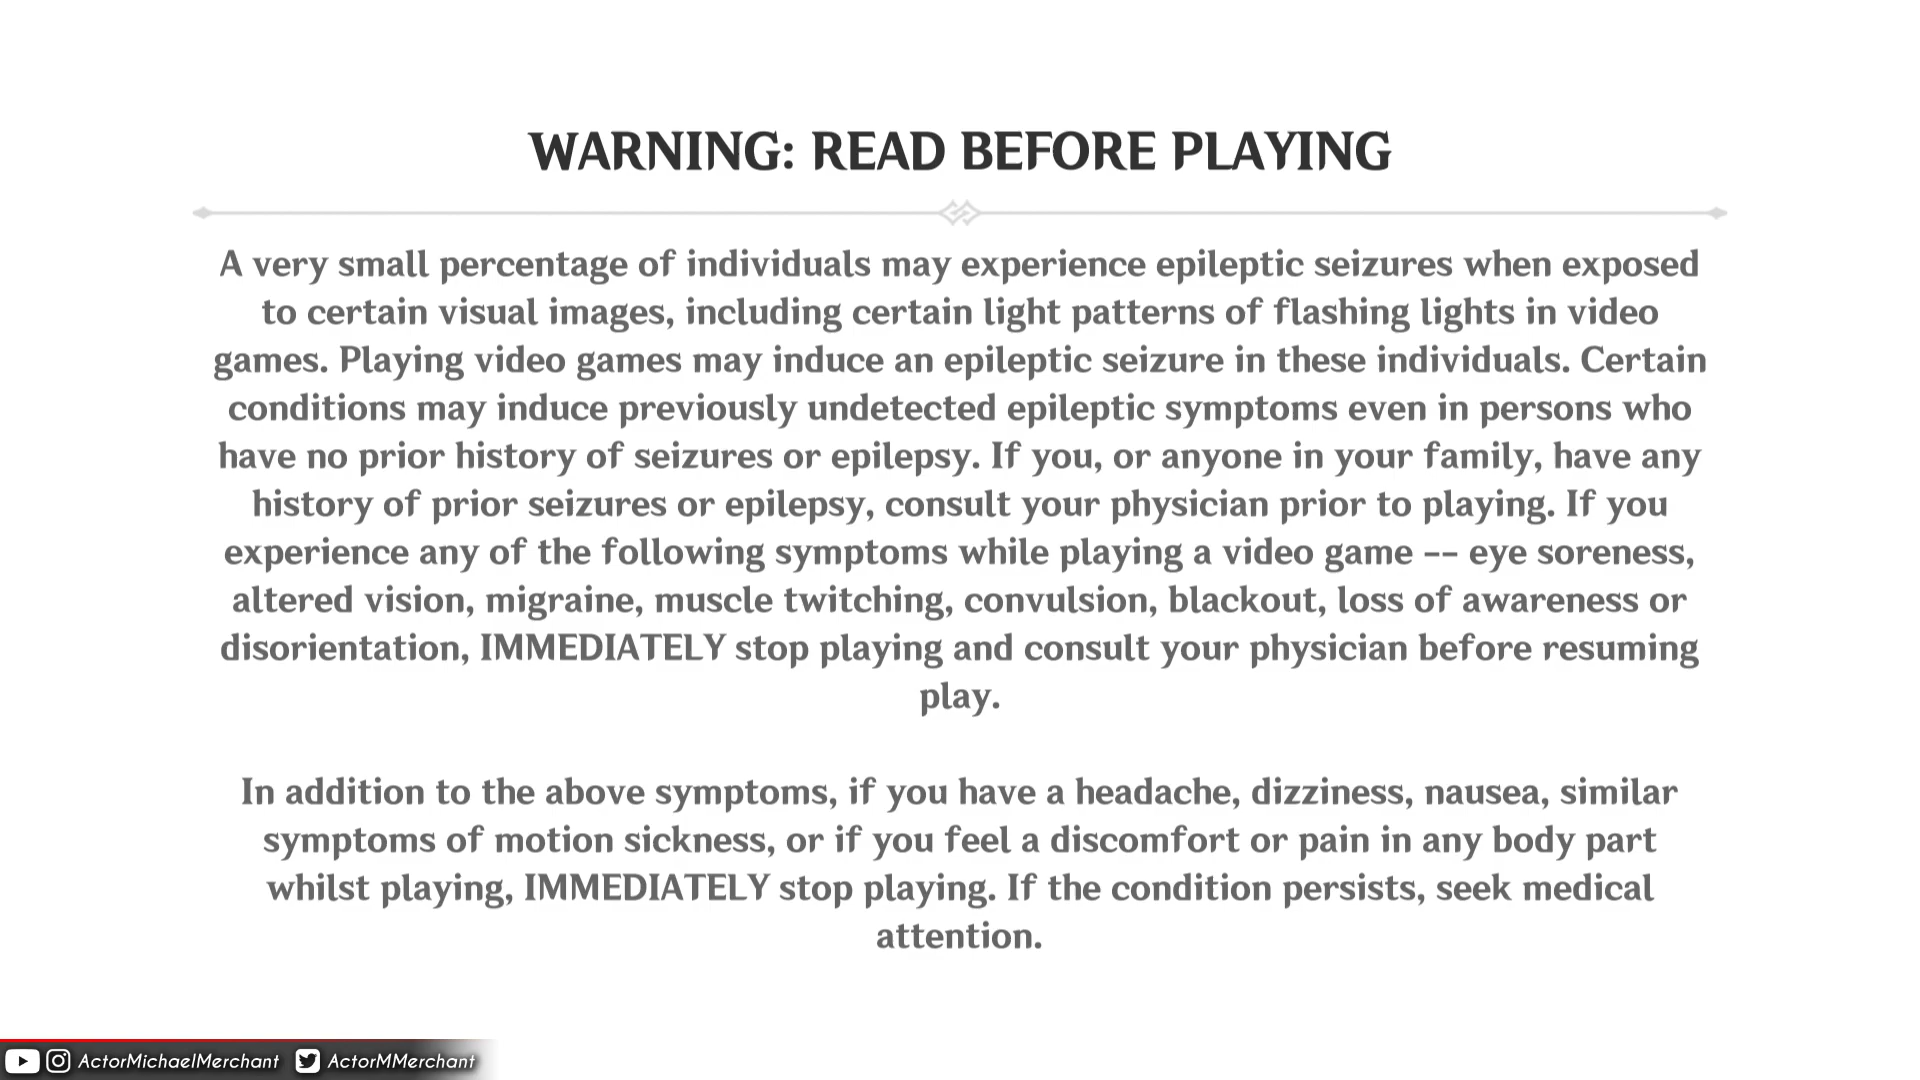 WARNING: READ BEFORE PLAYING
A very small percentage of individuals may experience epileptic seizures when exposed
to certain visual images, including certain light patterns of flashing lights in video
games. Playing video games may induce an epileptic seizure in these individuals. Certain
conditions may induce previously undetected epileptic symptoms even in persons who
have no prior history of seizures or epilepsy. If you, or anyone in your family, have any
history of prior seizures or epilepsy, consult your physician prior to playing. If you
experience any of the following symptoms while playing a video game -- eye soreness,
altered vision, migraine, muscle twitching, convulsion, blackout, loss of awareness or
disorientation, IMMEDIATELY stop playing and consult your physician before resuming
play.
In addition to the above symptoms, if you have a headache, dizziness, nausea, similar
symptoms of motion sickness, or if you feel a discomfort or pain in any body part
whilst playing, IMMEDIATELY stop playing. If the condition persists, seek medical
attention.
ActorMichaelMerchant ActorMMerchant